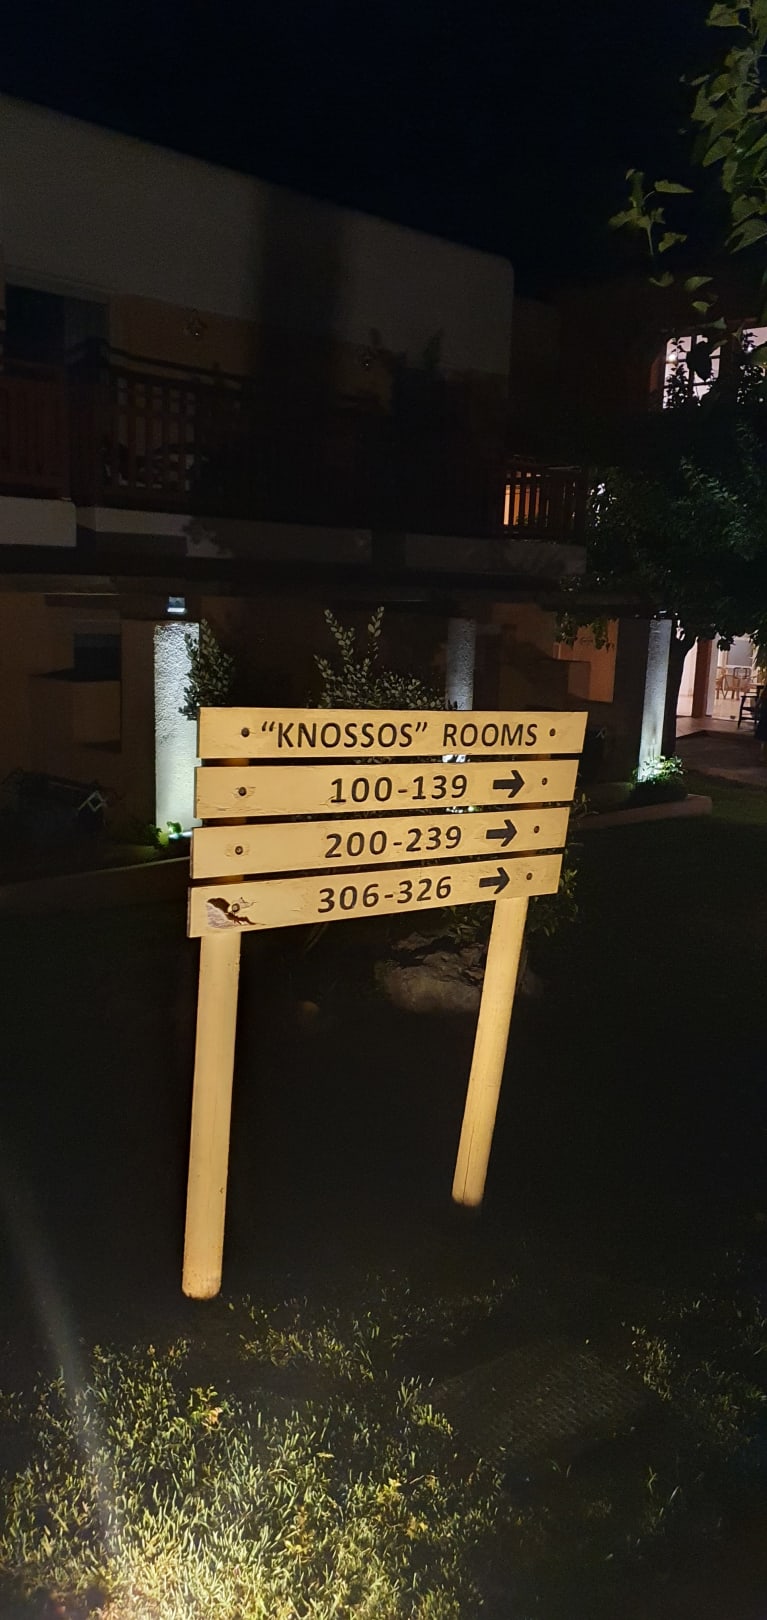 "KNOSSOS" ROOMS
100-139 →
200-239 →
306-326 →